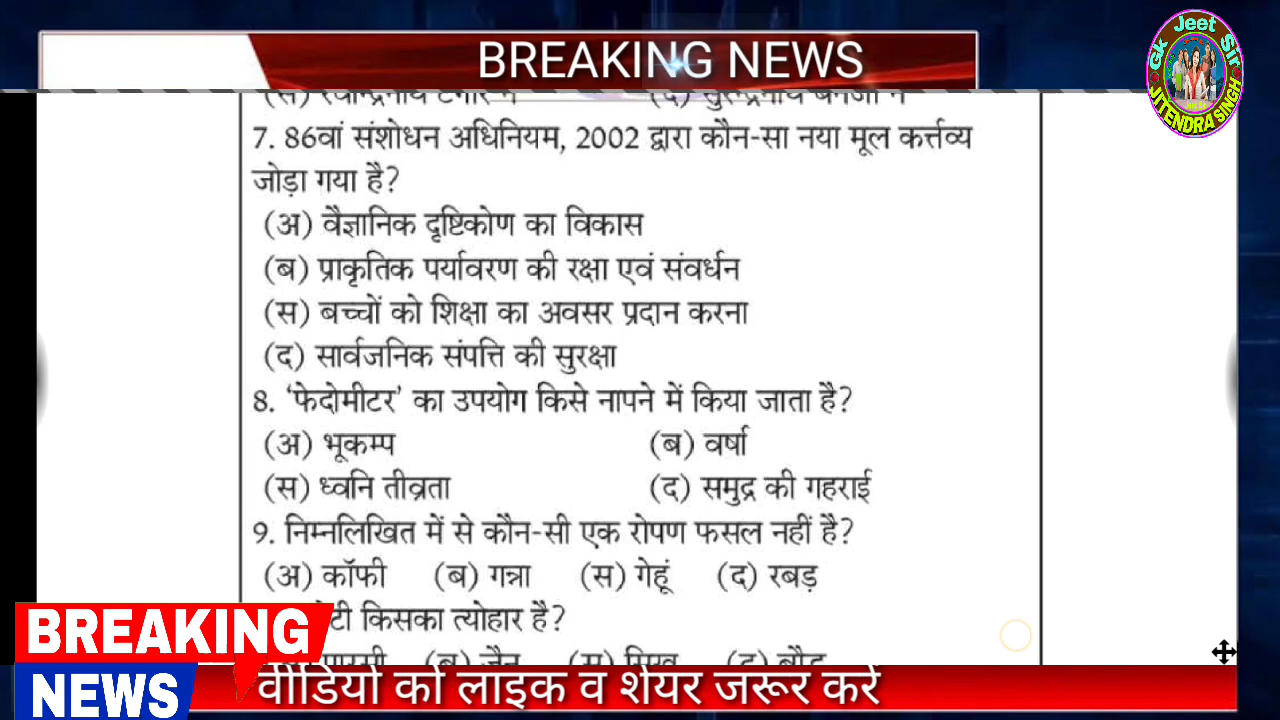 BREAKING NEWS
Gk Jeet Sir
JITENDRA SINGH
7. 86वां संशोधन अधिनियम, 2002 द्वारा कौन-सा नया मूल कर्त्तव्य
जोड़ा गया है?
(अ) वैज्ञानिक दृष्टिकोण का विकास
(ब) प्राकृतिक पर्यावरण की रक्षा एवं संवर्धन
(स) बच्चों को शिक्षा का अवसर प्रदान करना
(द) सार्वजनिक संपत्ति की सुरक्षा
8. ‘फेदोमीटर’ का उपयोग किसे नापने में किया जाता है?
(अ) भूकम्प (ब) वर्षा
(स) ध्वनि तीव्रता (द) समुद्र की गहराई
9. निम्नलिखित में से कौन-सी एक रोपण फसल नहीं है?
(अ) कॉफी (ब) गन्ना (स) गेहूं (द) रबड़
किसका त्योहार है?
BREAKING
NEWS
वीडियो को लाइक व शेयर जरूर करें